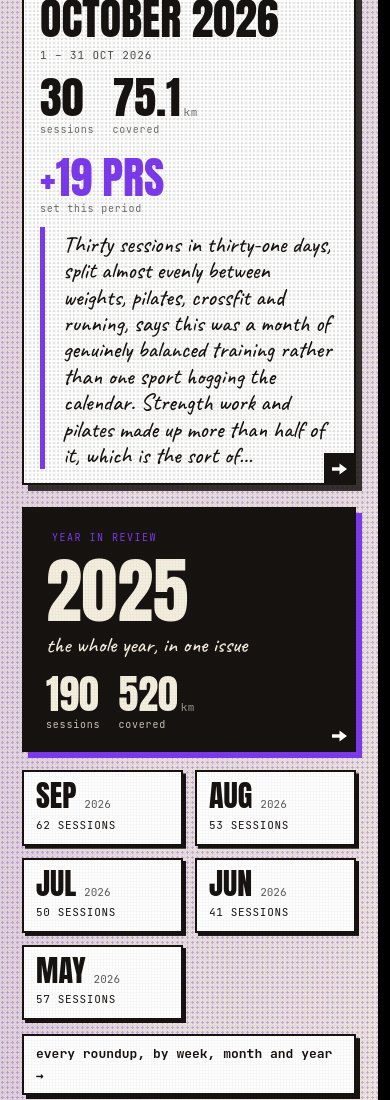 OCTOBER 2026
1 – 31 OCT 2026
30 75.1 km
sessions covered
+19 PRS
set this period
Thirty sessions in thirty-one days,
split almost evenly between
weights, pilates, crossfit and
running, says this was a month of
genuinely balanced training rather
than one sport hogging the
calendar. Strength work and
pilates made up more than half of
it, which is the sort of...
YEAR IN REVIEW
2025
the whole year, in one issue
190 520 km
sessions covered
SEP 2026
62 SESSIONS
AUG 2026
53 SESSIONS
JUL 2026
50 SESSIONS
JUN 2026
41 SESSIONS
MAY 2026
57 SESSIONS
every roundup, by week, month and year
→